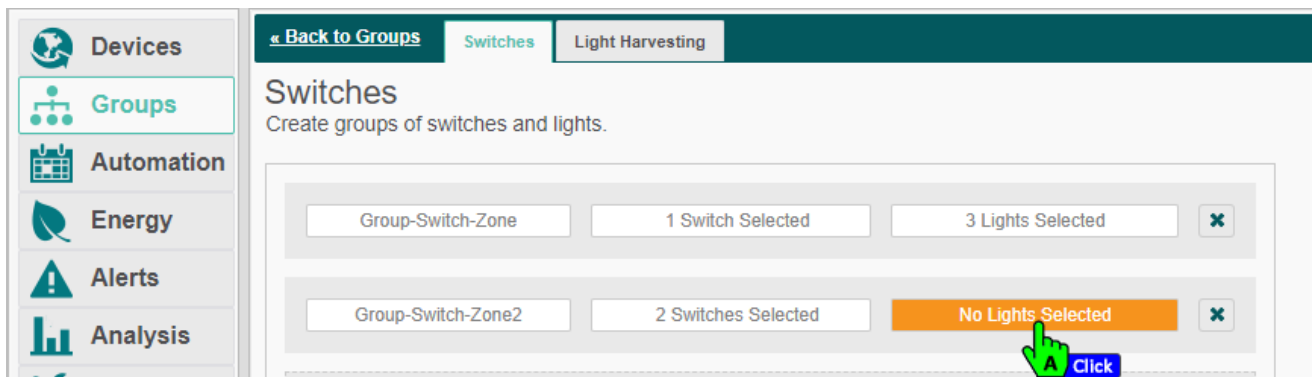 Devices
Groups
Automation
Energy
Alerts
Analysis
« Back to Groups
Switches
Light Harvesting
Switches
Create groups of switches and lights.
Group-Switch-Zone
1 Switch Selected
3 Lights Selected
Group-Switch-Zone2
2 Switches Selected
No Lights Selected
A
Click